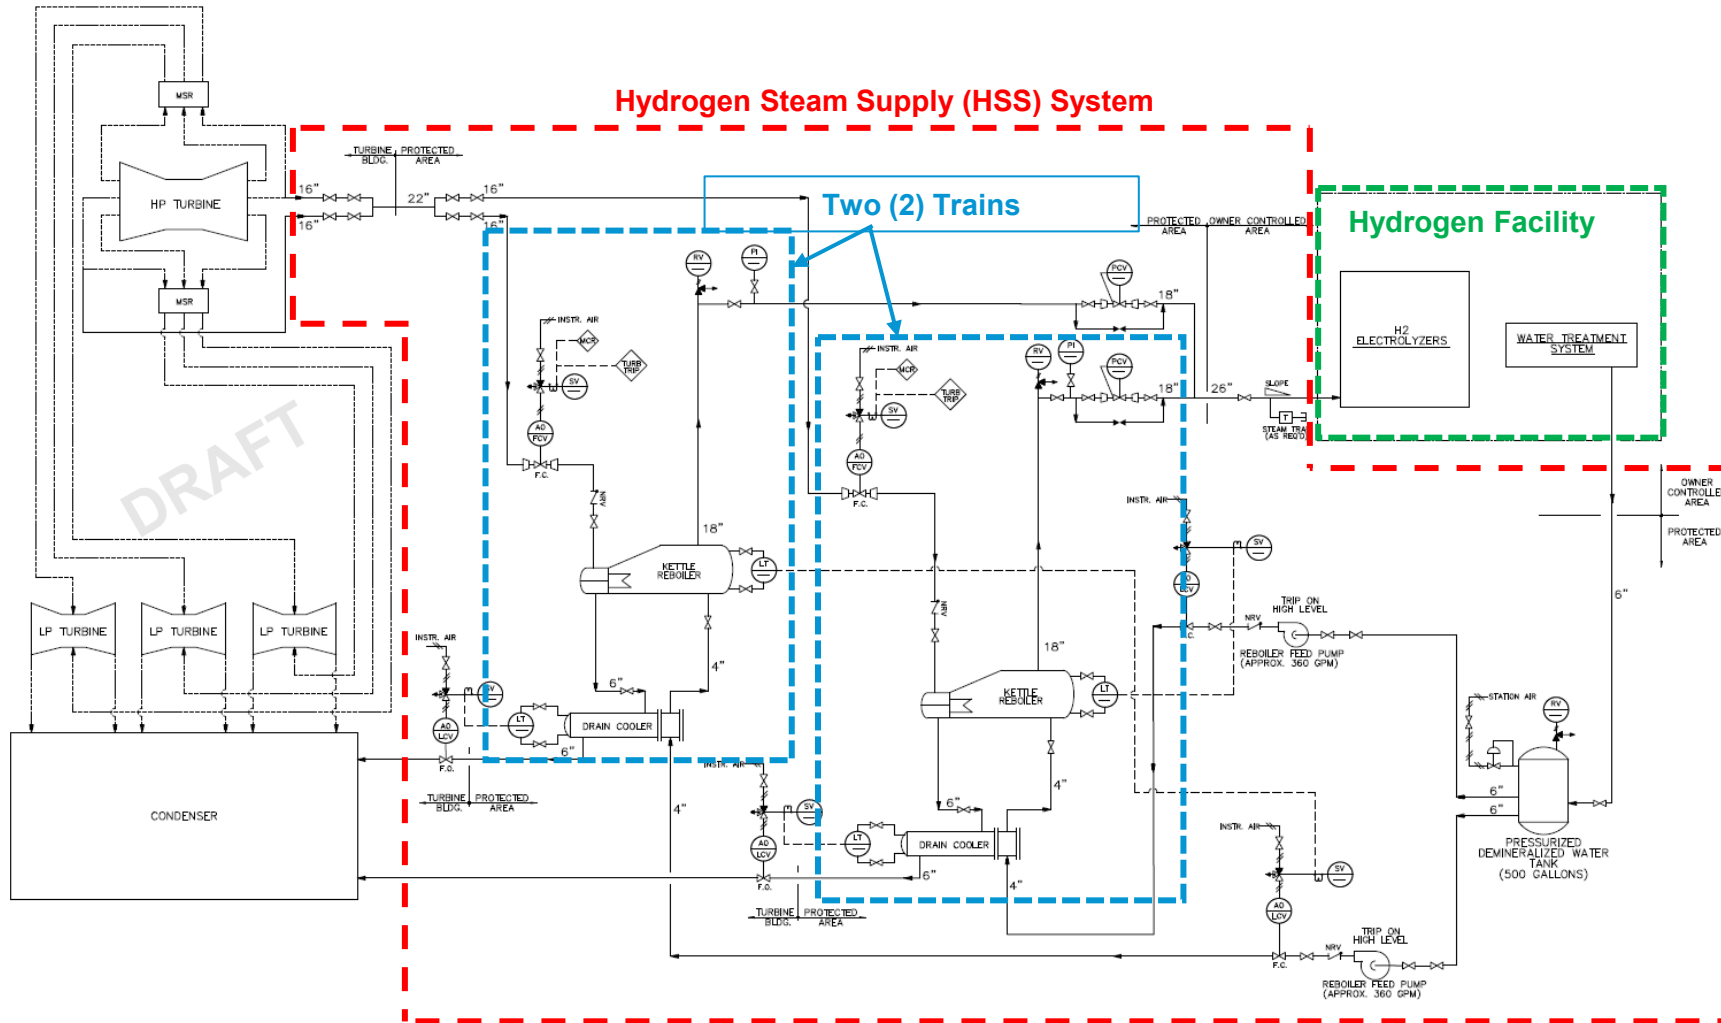 Hydrogen Steam Supply (HSS) System
MSR
TURBINE
BLDG.
PROTECTED
AREA
HP TURBINE
16"
16"
22"
16"
16"
Two (2) Trains
PROTECTED
AREA
OWNER CONTROLLED
AREA
Hydrogen Facility
MSR
RV
PI
PCV
18"
INSTR. AIR
MCR
TURB
TRIP
SV
AO
FCV
F.C.
INSTR. AIR
MCR
TURB
TRIP
SV
AO
FCV
F.C.
RV
PI
PCV
18"
26"
SLOPE
T
STEAM TRA
(AS REQ'D)
H2
ELECTROLYZERS
WATER TREATMENT
SYSTEM
DRAFT
NRV
18"
KETTLE
REBOILER
LT
INSTR. AIR
SV
AO
LCV
OWNER
CONTROLLE
AREA
PROTECTED
AREA
6"
LP TURBINE
LP TURBINE
LP TURBINE
INSTR. AIR
SV
AO
LCV
F.O.
6"
4"
LT
DRAIN COOLER
6"
TURBINE
BLDG.
PROTECTED
AREA
NRV
18"
KETTLE
REBOILER
LT
C.
NRV
TRIP ON
HIGH LEVEL
REBOILER FEED PUMP
(APPROX. 360 GPM)
STATION AIR
RV
6"
6"
PRESSURIZED
DEMINERALIZED WATER
TANK
(500 GALLONS)
CONDENSER
INSTR. AIR
SV
AO
LCV
F.O.
4"
6"
4"
LT
DRAIN COOLER
6"
4"
TURBINE
BLDG.
PROTECTED
AREA
INSTR. AIR
SV
AO
LCV
F.C.
NRV
TRIP ON
HIGH LEVEL
REBOILER FEED PUMP
(APPROX. 360 GPM)